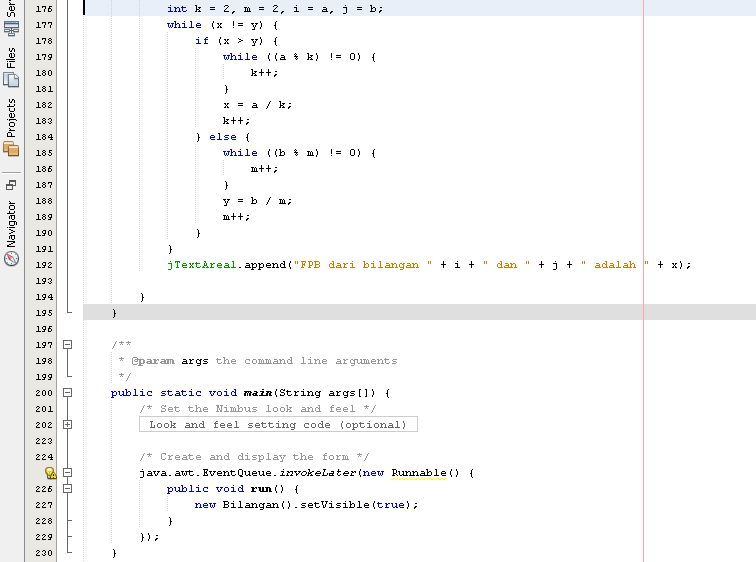 Ser
Files
Projects
Navigator
176 int k = 2, m = 2, i = a, j = b;
177 while (x != y) {
178 if (x > y) {
179 while ((a % k) != 0) {
180 k++;
181 }
182 x = a / k;
183 k++;
184 } else {
185 while ((b % m) != 0) {
186 m++;
187 }
188 y = b / m;
189 m++;
190 }
191 }
192 jTextArea1.append("FPB dari bilangan " + i + " dan " + j + " adalah " + x);
193
194 }
195 }
196
197 /**
198 * @param args the command line arguments
199 */
200 public static void main(String args[]) {
201 /* Set the Nimbus look and feel */
202 Look and feel setting code (optional)
223
224 /* Create and display the form */
java.awt.EventQueue.invokeLater(new Runnable() {
226 public void run() {
227 new Bilangan().setVisible(true);
228 }
229 });
230 }